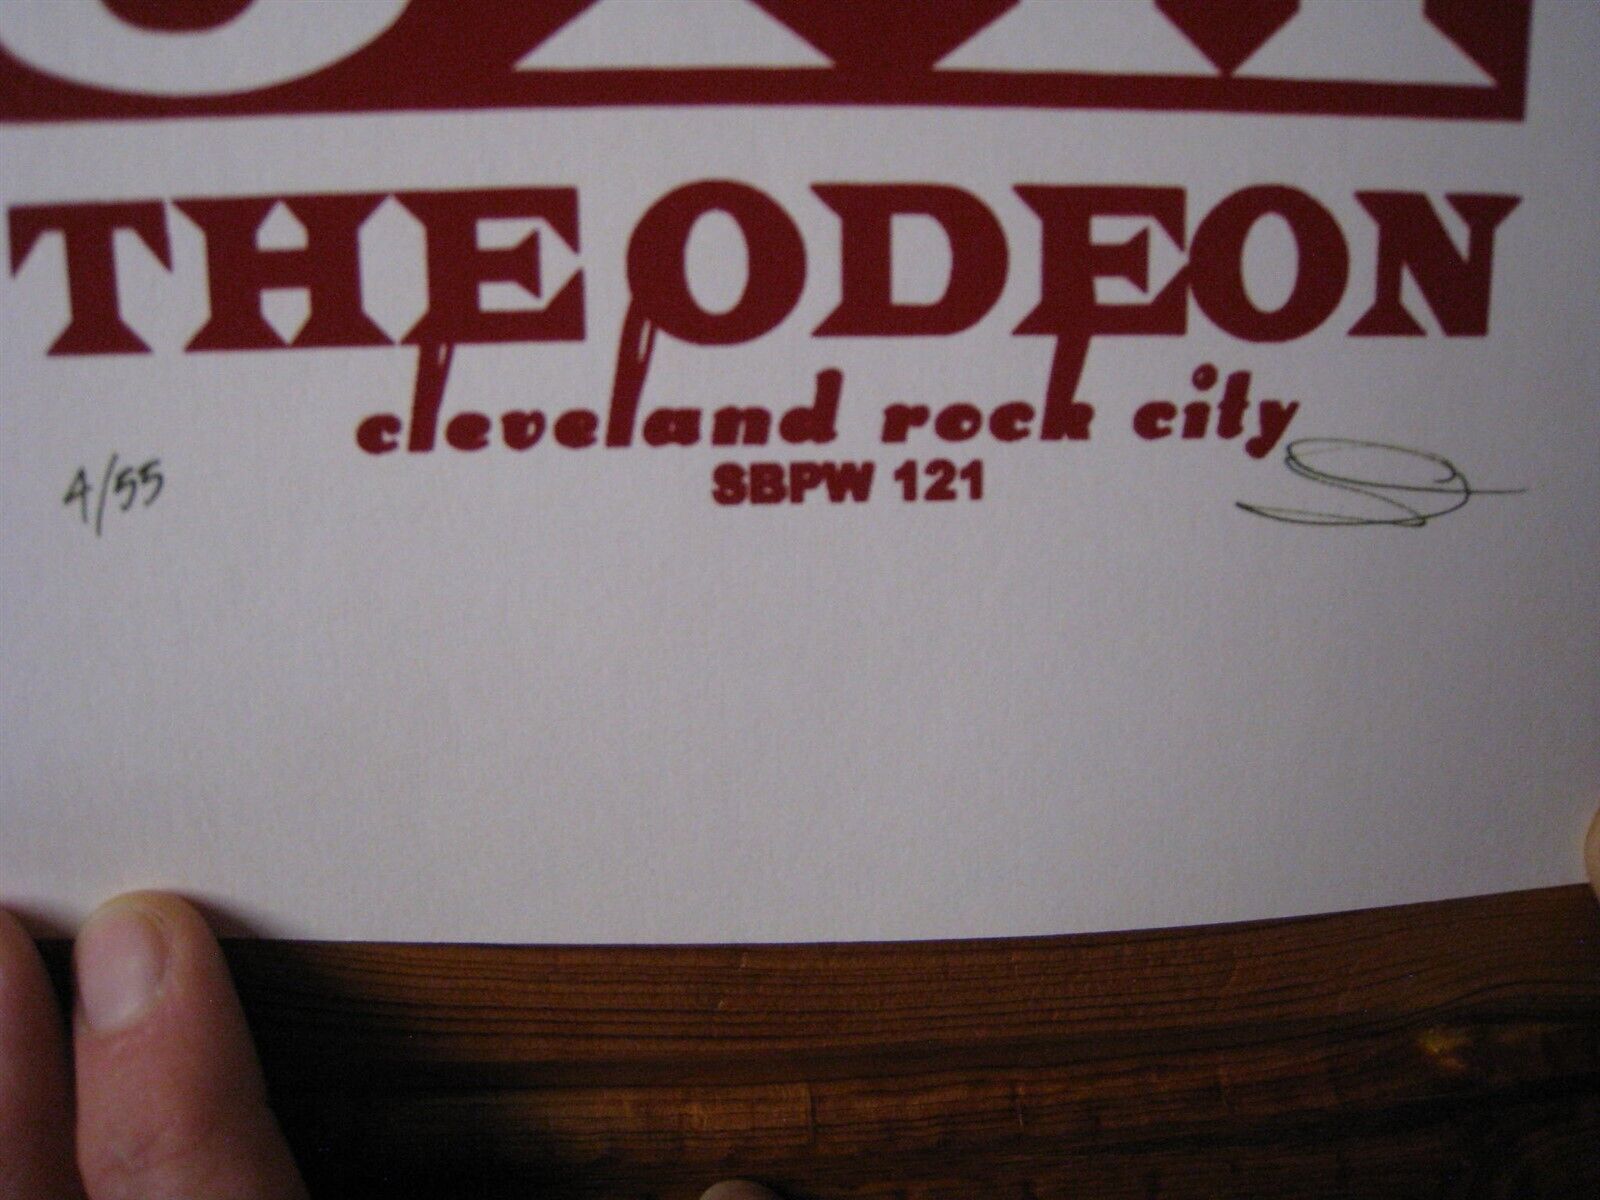 THE ODEON
cleveland rock city
SBPW 121
4/55